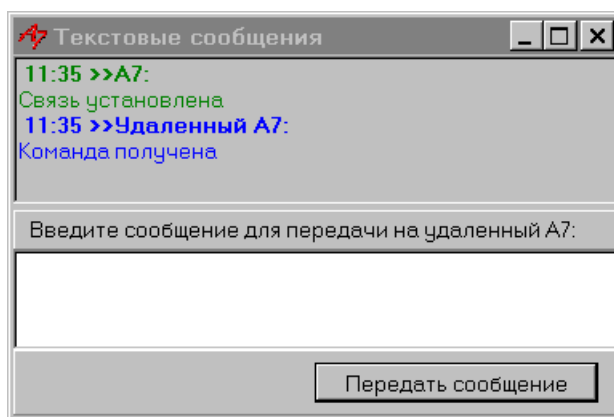 A7 Текстовые сообщения
11:35 >>A7:
Связь установлена
11:35 >>Удаленный A7:
Команда получена
Введите сообщение для передачи на удаленный A7:
Передать сообщение